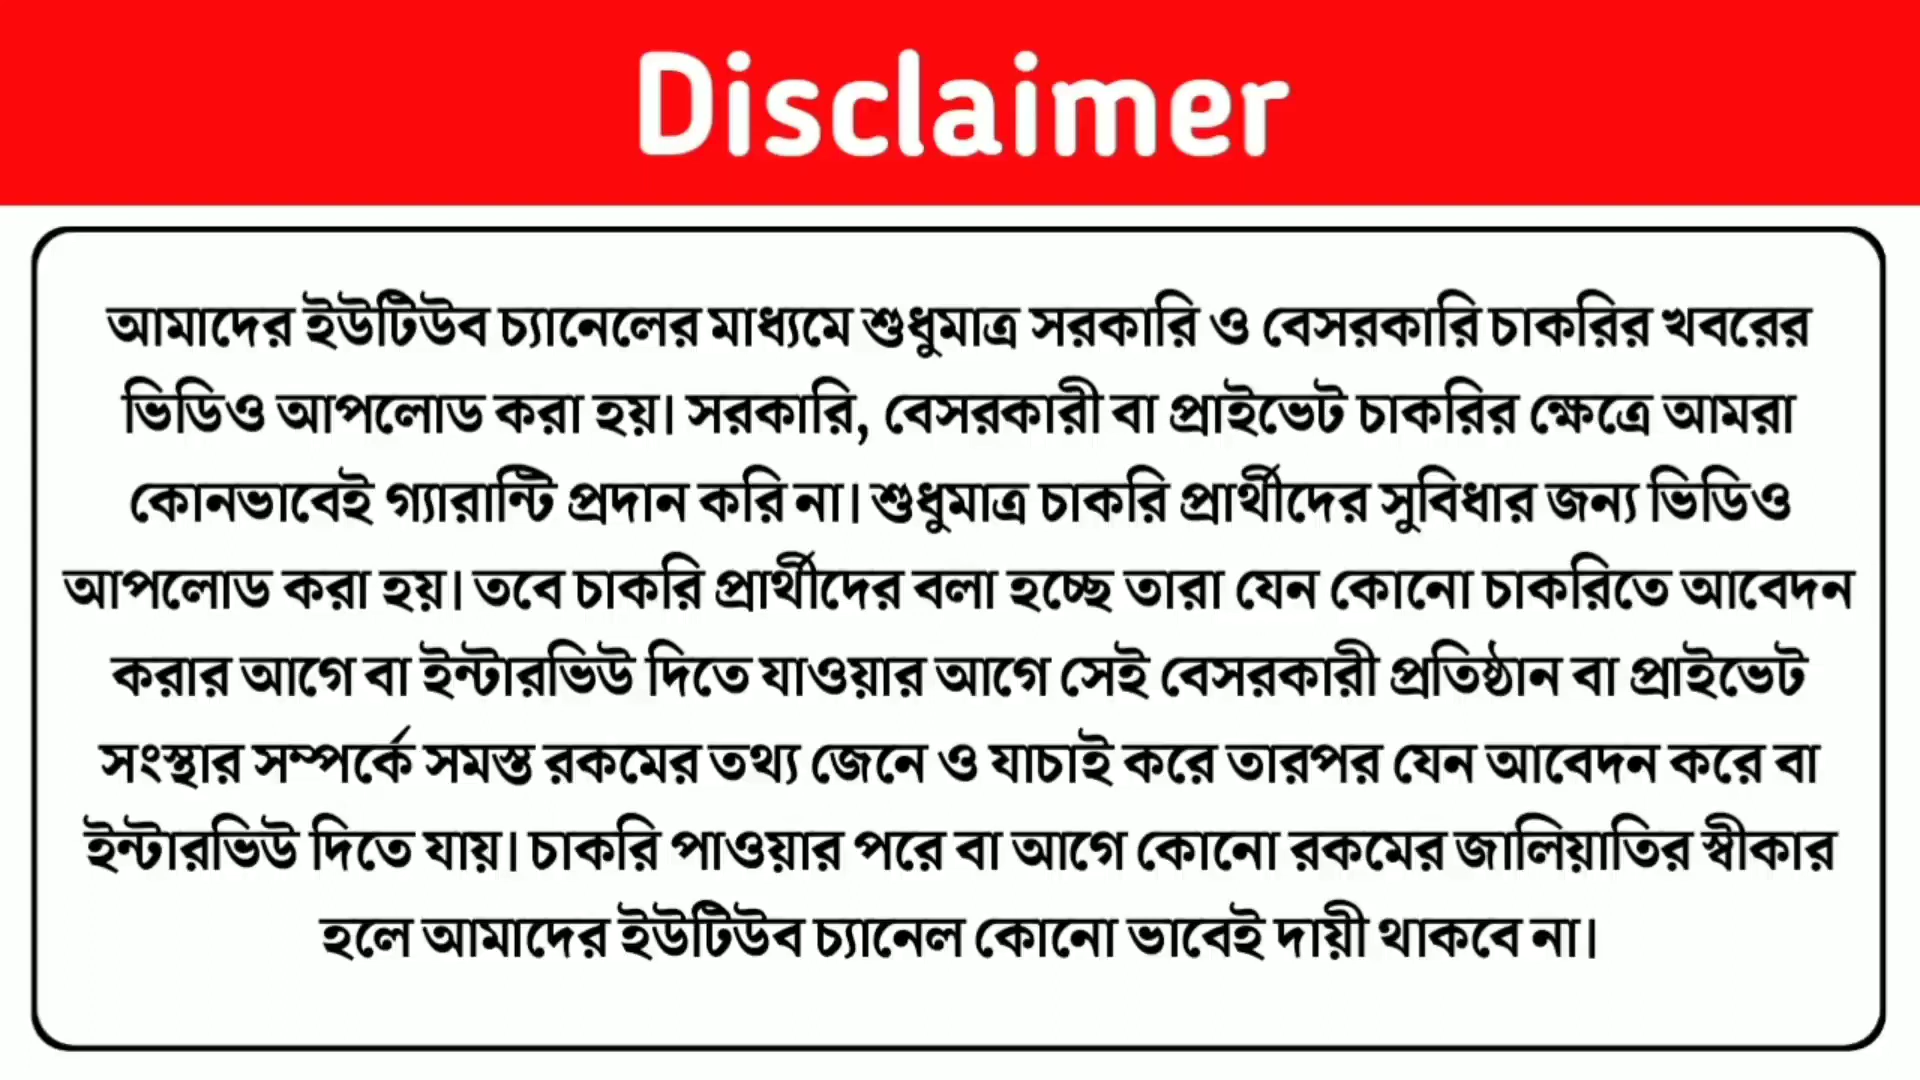 Disclaimer
আমাদের ইউটিউব চ্যানেলের মাধ্যমে শুধুমাত্র সরকারি ও বেসরকারি চাকরির খবরের
ভিডিও আপলোড করা হয়। সরকারি, বেসরকারী বা প্রাইভেট চাকরির ক্ষেত্রে আমরা
কোনভাবেই গ্যারান্টি প্রদান করি না। শুধুমাত্র চাকরি প্রার্থীদের সুবিধার জন্য ভিডিও
আপলোড করা হয়। তবে চাকরি প্রার্থীদের বলা হচ্ছে তারা যেন কোনো চাকরিতে আবেদন
করার আগে বা ইন্টারভিউ দিতে যাওয়ার আগে সেই বেসরকারী প্রতিষ্ঠান বা প্রাইভেট
সংস্থার সম্পর্কে সমস্ত রকমের তথ্য জেনে ও যাচাই করে তারপর যেন আবেদন করে বা
ইন্টারভিউ দিতে যায়। চাকরি পাওয়ার পরে বা আগে কোনো রকমের জালিয়াতির স্বীকার
হলে আমাদের ইউটিউব চ্যানেল কোনো ভাবেই দায়ী থাকবে না।